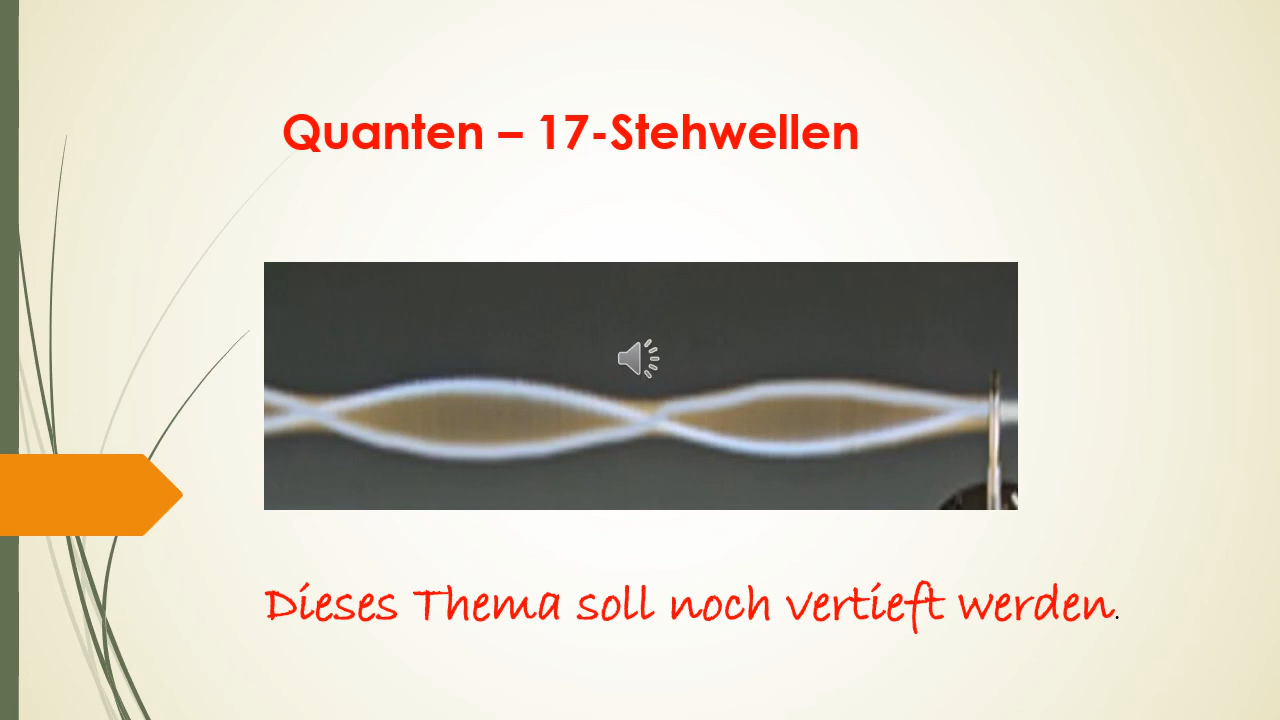 Quanten – 17-Stehwellen
Dieses Thema soll noch vertieft werden.